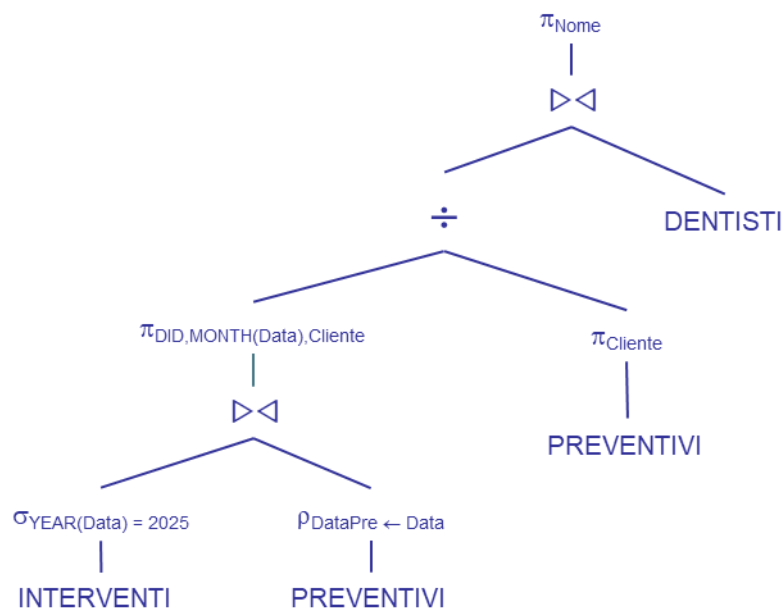 πNome
▷◁
÷
DENTISTI
πDID,MONTH(Data),Cliente
πCliente
▷◁
PREVENTIVI
σYEAR(Data) = 2025
ρDataPre ← Data
INTERVENTI
PREVENTIVI